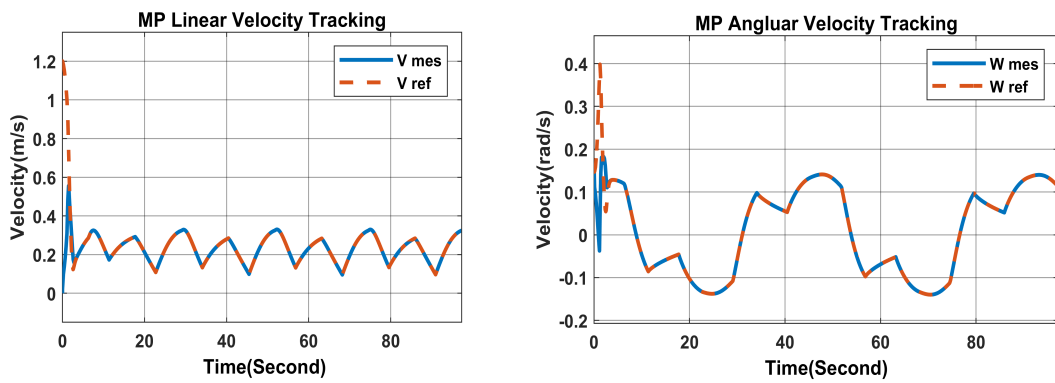 MP Linear Velocity Tracking
V mes
V ref
1.2
1
0.8
0.6
0.4
0.2
0
Velocity(m/s)
0 20 40 60 80
Time(Second)
MP Angluar Velocity Tracking
W mes
W ref
0.4
0.3
0.2
0.1
0
-0.1
-0.2
Velocity(rad/s)
0 20 40 60 80
Time(Second)